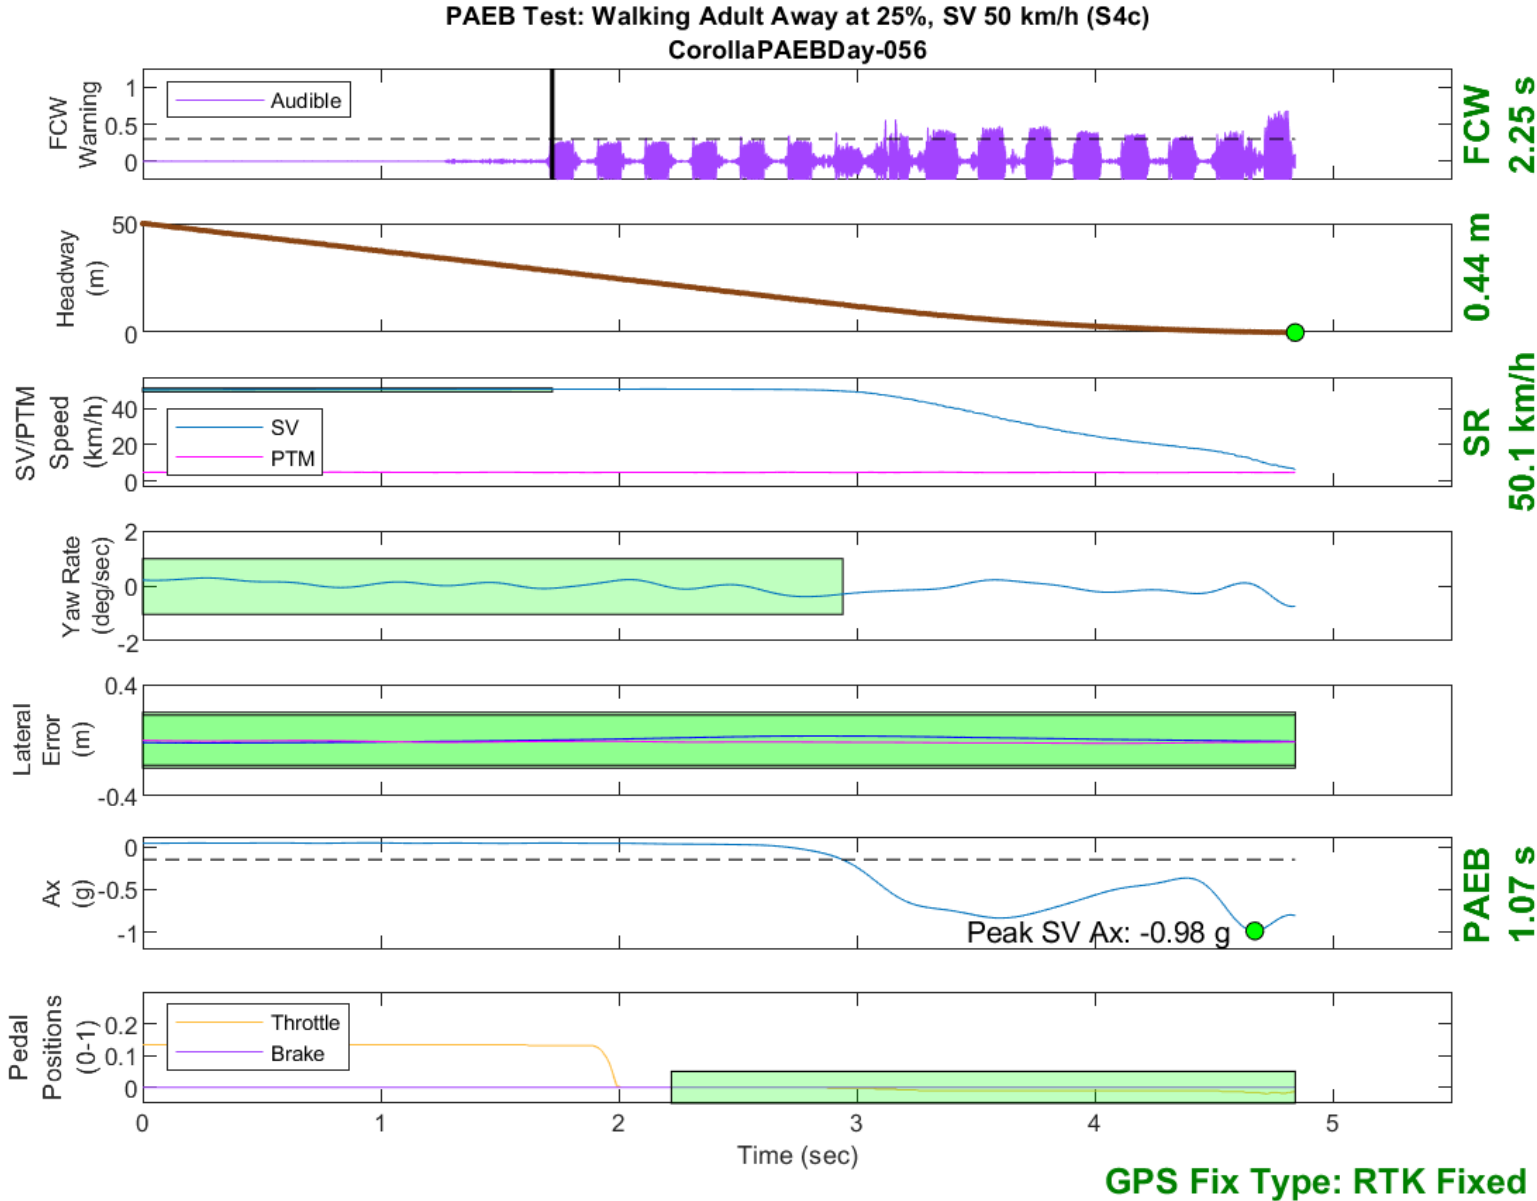 PAEB Test: Walking Adult Away at 25%, SV 50 km/h (S4c)
CorollaPAEBDay-056
FCW
Warning
1
0.5
0
Audible
FCW
2.25 s
Headway
(m)
50
0
0.44 m
SV/PTM
Speed
(km/h)
40
20
0
SV
PTM
SR
50.1 km/h
Yaw Rate
(deg/sec)
2
0
-2
Lateral
Error
(m)
0.4
-0.4
Ax
(g)
0
-0.5
-1
Peak SV Ax: -0.98 g
PAEB
1.07 s
Pedal
Positions
(0-1)
0.2
0.1
0
Throttle
Brake
0 1 2 3 4 5
Time (sec)
GPS Fix Type: RTK Fixed